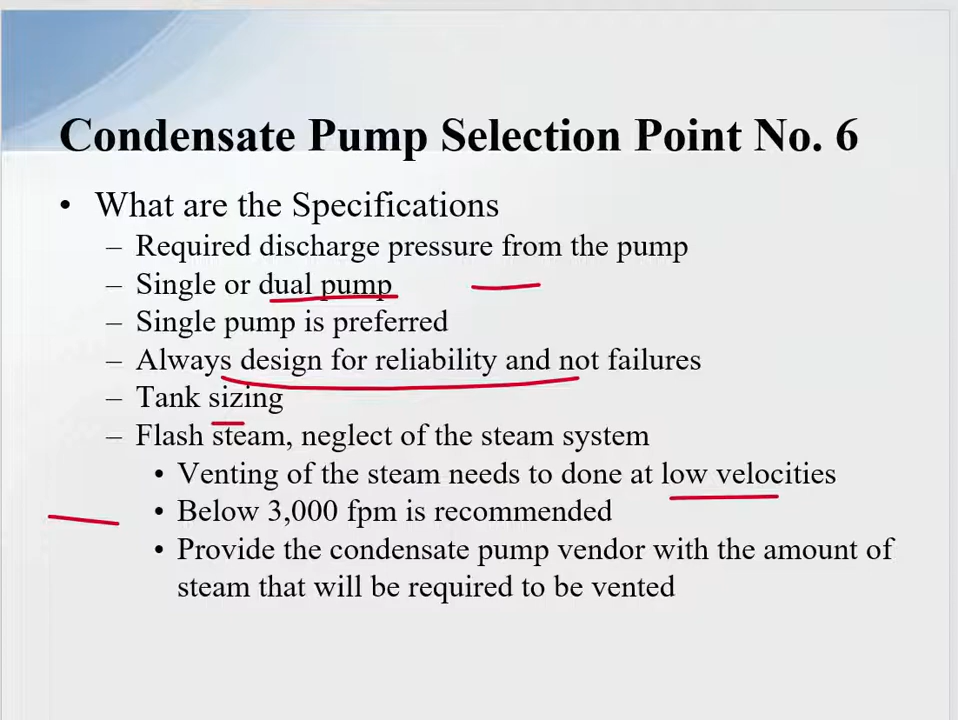 Condensate Pump Selection Point No. 6
• What are the Specifications
– Required discharge pressure from the pump
– Single or dual pump
– Single pump is preferred
– Always design for reliability and not failures
– Tank sizing
– Flash steam, neglect of the steam system
• Venting of the steam needs to done at low velocities
• Below 3,000 fpm is recommended
• Provide the condensate pump vendor with the amount of
steam that will be required to be vented